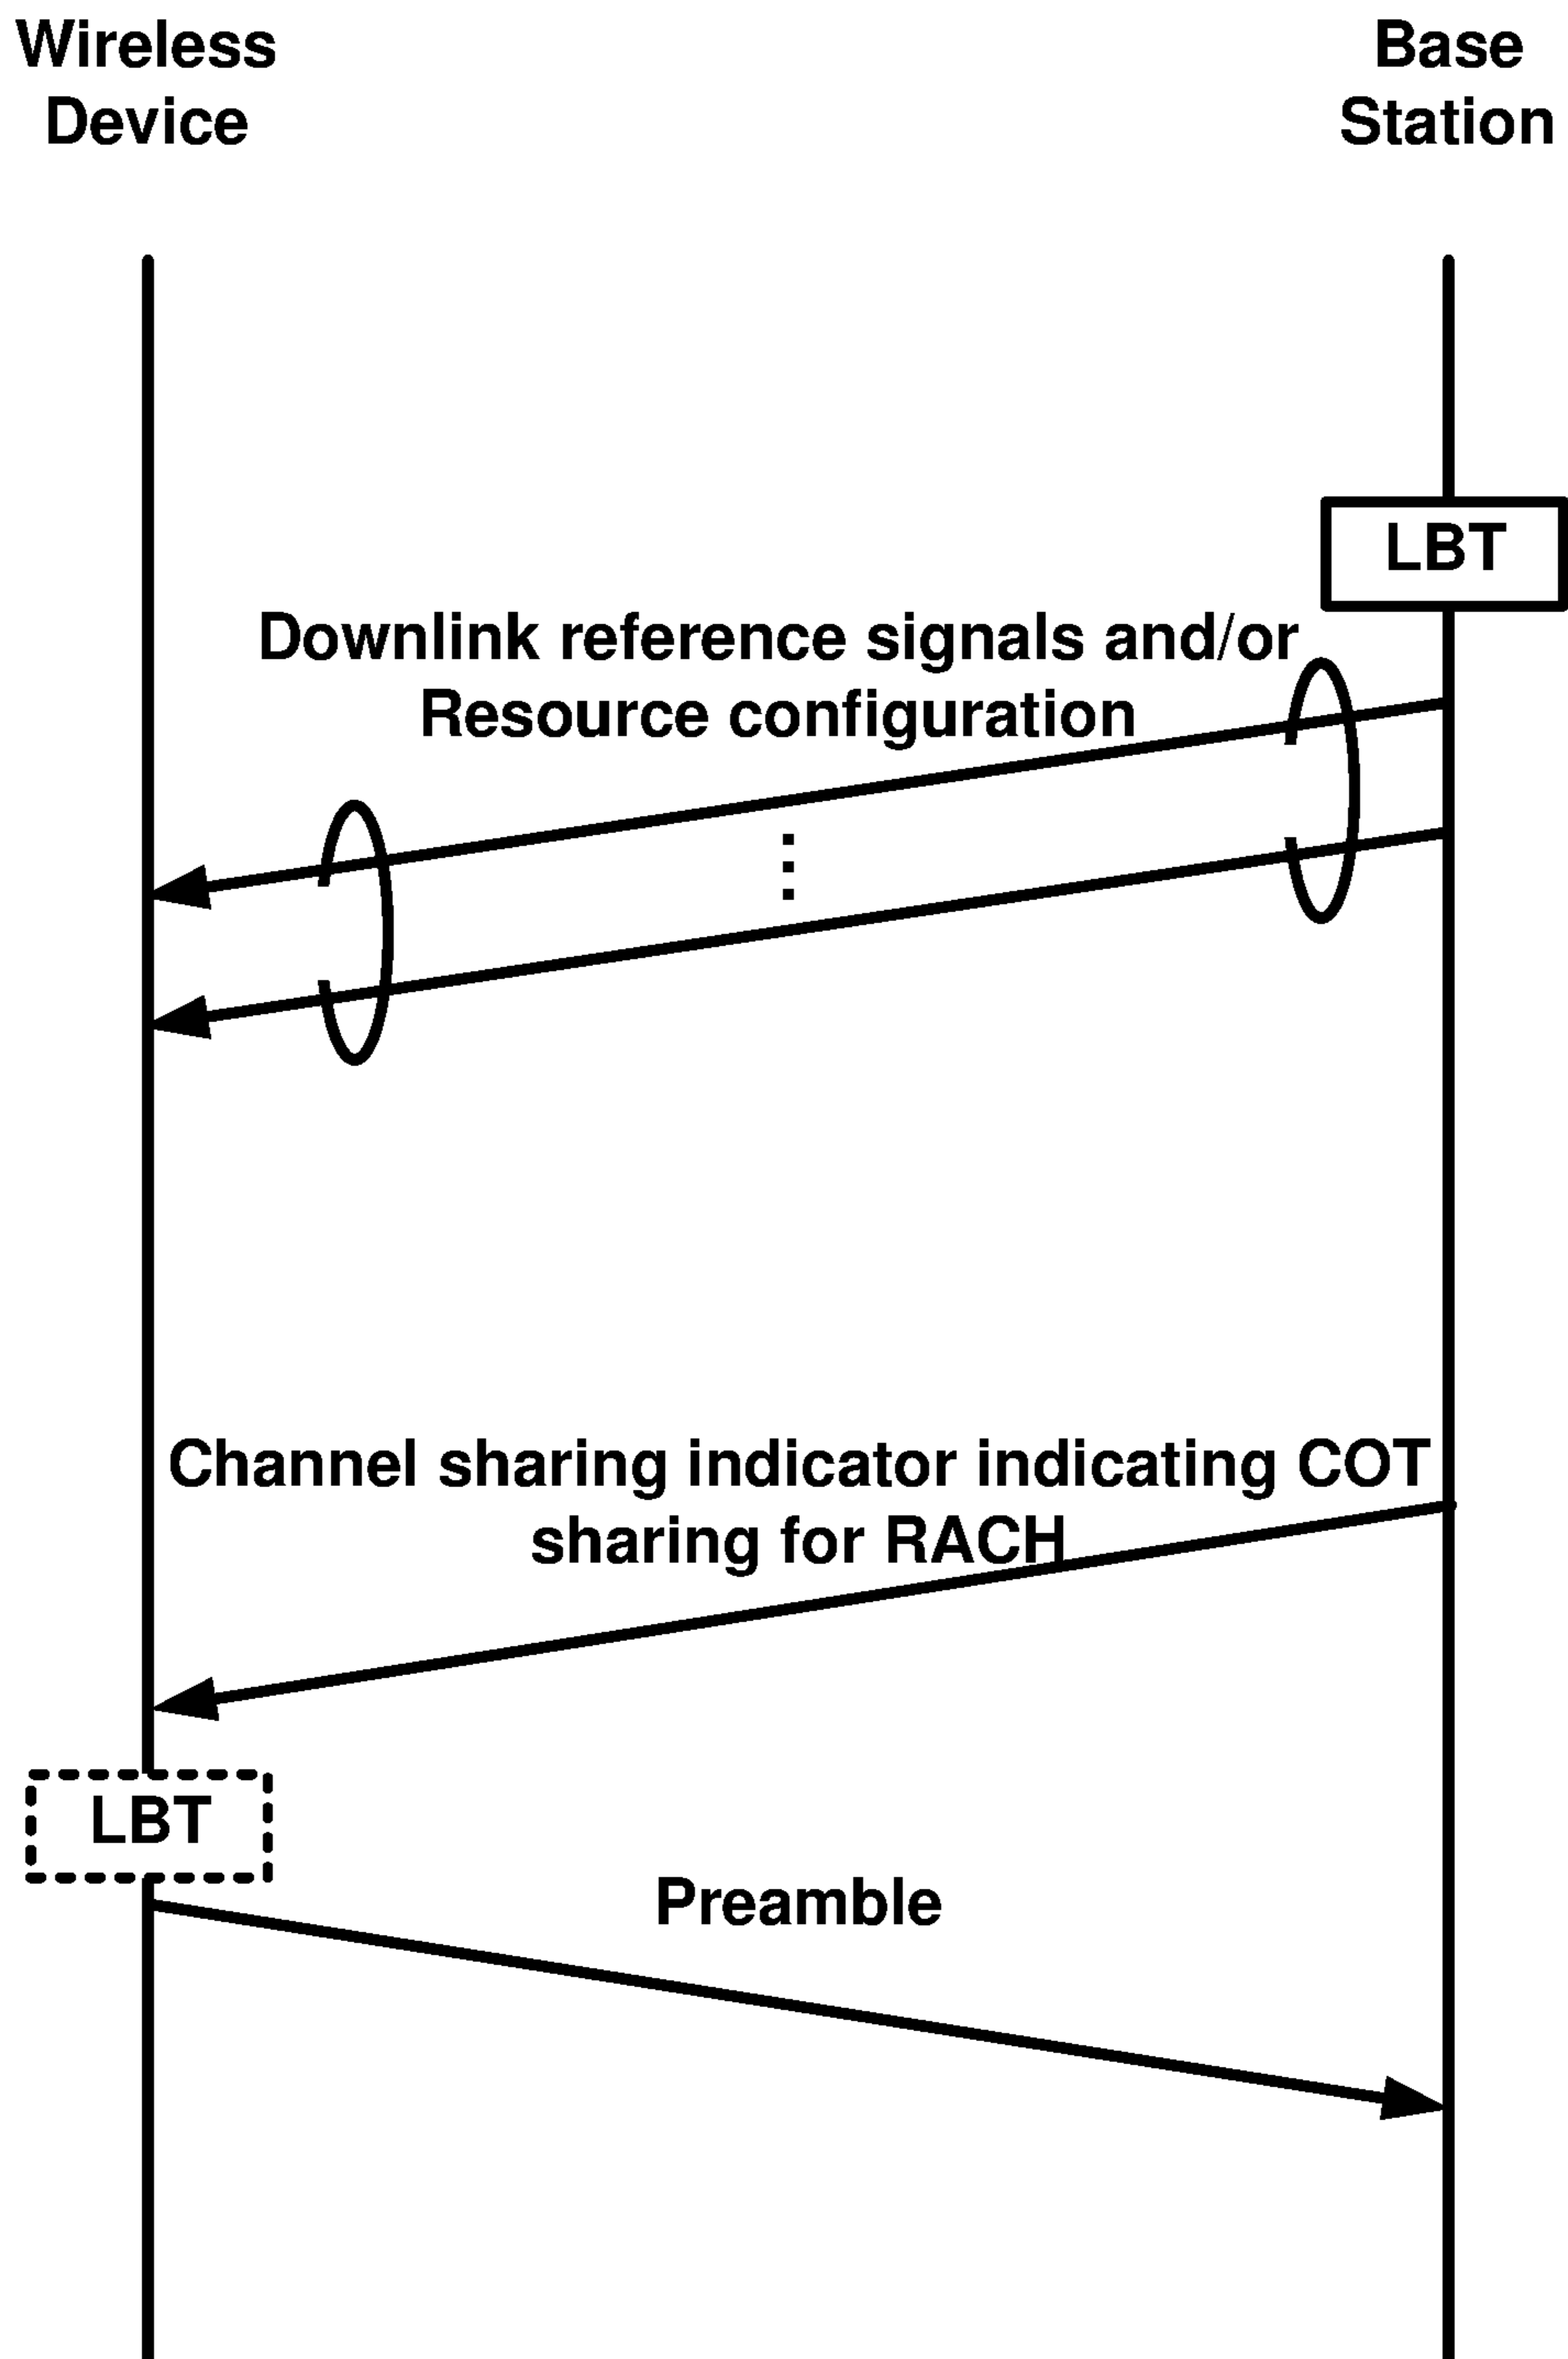 Wireless
Device
Base
Station
LBT
Downlink reference signals and/or
Resource configuration
Channel sharing indicator indicating COT
sharing for RACH
LBT
Preamble